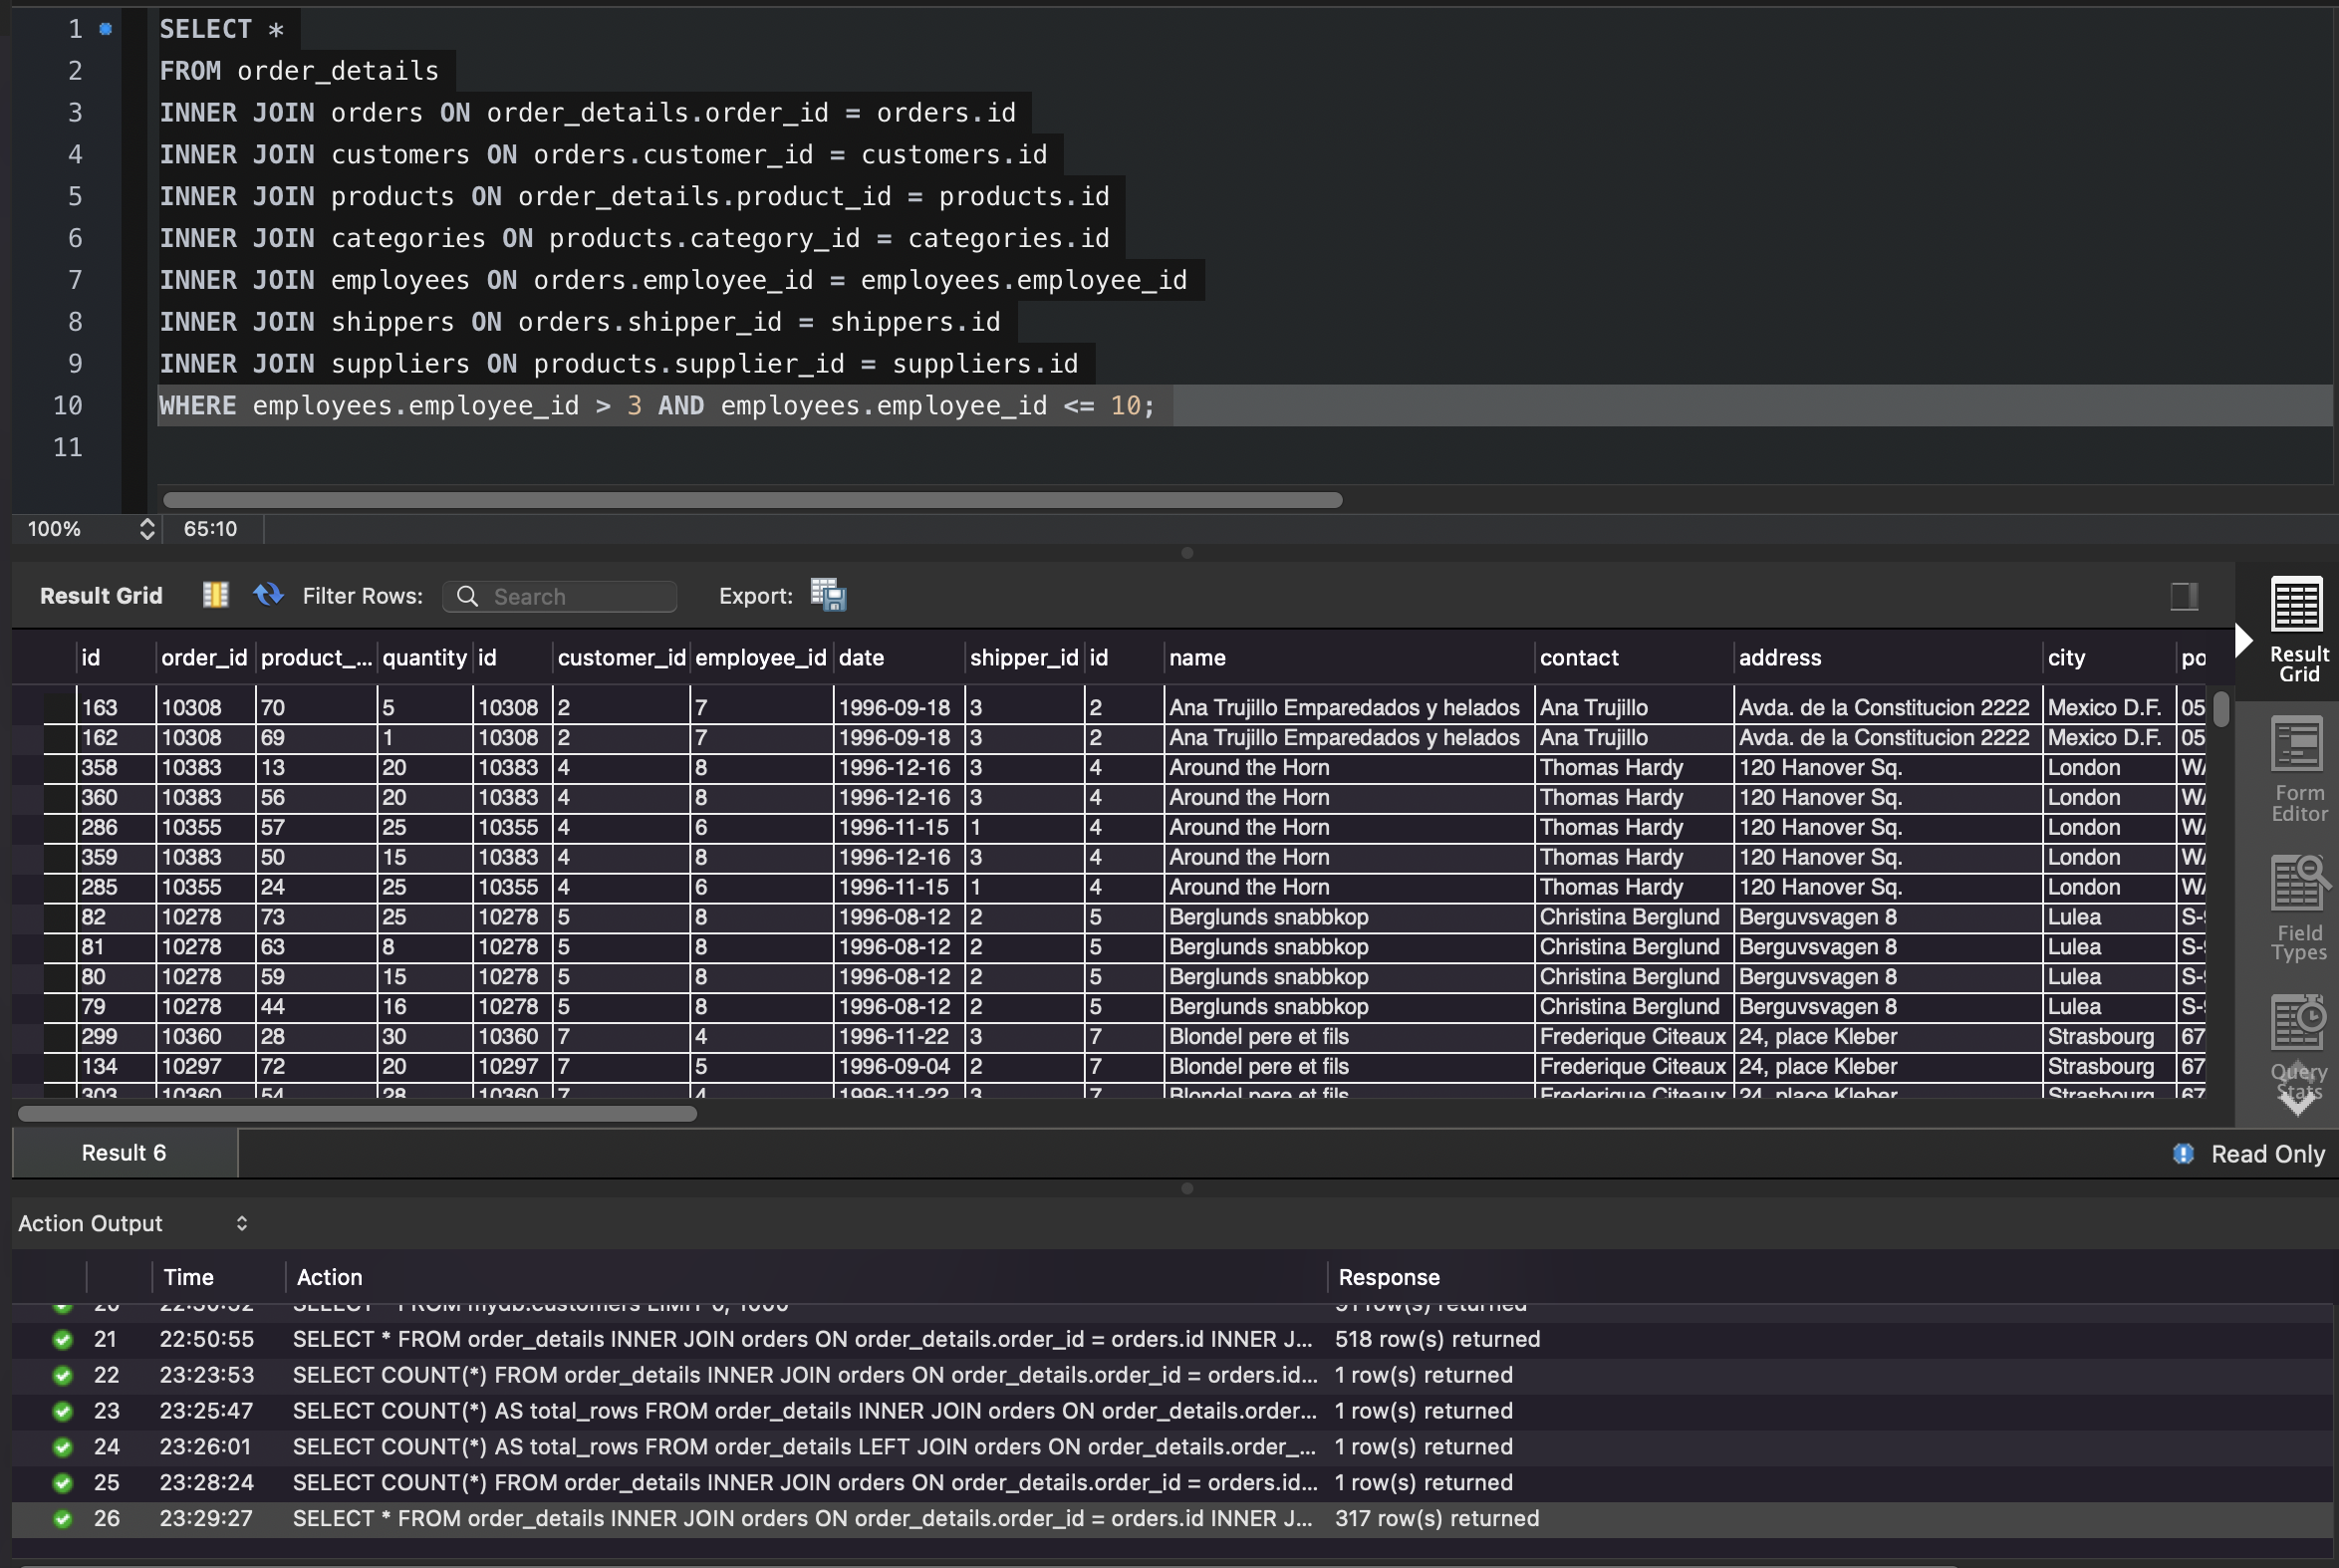 1 SELECT *
2 FROM order_details
3 INNER JOIN orders ON order_details.order_id = orders.id
4 INNER JOIN customers ON orders.customer_id = customers.id
5 INNER JOIN products ON order_details.product_id = products.id
6 INNER JOIN categories ON products.category_id = categories.id
7 INNER JOIN employees ON orders.employee_id = employees.employee_id
8 INNER JOIN shippers ON orders.shipper_id = shippers.id
9 INNER JOIN suppliers ON products.supplier_id = suppliers.id
10 WHERE employees.employee_id > 3 AND employees.employee_id <= 10;
11
100% 65:10
Result Grid Filter Rows: Search Export:
id order_id product_... quantity id customer_id employee_id date shipper_id id name contact address city po
163 10308 70 5 10308 2 7 1996-09-18 3 2 Ana Trujillo Emparedados y helados Ana Trujillo Avda. de la Constitucion 2222 Mexico D.F. 05
162 10308 69 1 10308 2 7 1996-09-18 3 2 Ana Trujillo Emparedados y helados Ana Trujillo Avda. de la Constitucion 2222 Mexico D.F. 05
358 10383 13 20 10383 4 8 1996-12-16 3 4 Around the Horn Thomas Hardy 120 Hanover Sq. London W
360 10383 56 20 10383 4 8 1996-12-16 3 4 Around the Horn Thomas Hardy 120 Hanover Sq. London W
286 10355 57 25 10355 4 6 1996-11-15 1 4 Around the Horn Thomas Hardy 120 Hanover Sq. London W
359 10383 50 15 10383 4 8 1996-12-16 3 4 Around the Horn Thomas Hardy 120 Hanover Sq. London W
285 10355 24 25 10355 4 6 1996-11-15 1 4 Around the Horn Thomas Hardy 120 Hanover Sq. London W
82 10278 73 25 10278 5 8 1996-08-12 2 5 Berglunds snabbkop Christina Berglund Berguvsvagen 8 Lulea S-
81 10278 63 8 10278 5 8 1996-08-12 2 5 Berglunds snabbkop Christina Berglund Berguvsvagen 8 Lulea S-
80 10278 59 15 10278 5 8 1996-08-12 2 5 Berglunds snabbkop Christina Berglund Berguvsvagen 8 Lulea S-
79 10278 44 16 10278 5 8 1996-08-12 2 5 Berglunds snabbkop Christina Berglund Berguvsvagen 8 Lulea S-
299 10360 28 30 10360 7 4 1996-11-22 3 7 Blondel pere et fils Frederique Citeaux 24, place Kleber Strasbourg 67
134 10297 72 20 10297 7 5 1996-09-04 2 7 Blondel pere et fils Frederique Citeaux 24, place Kleber Strasbourg 67
303 10360 54 28 10360 7 4 1996-11-22 3 7 Blondel pere et fils Frederique Citeaux 24, place Kleber Strasbourg 67
Result
Grid
Form
Editor
Field
Types
Query
Stats
Result 6 Read Only
Action Output
Time Action Response
SELECT * FROM mydb.customers LIMIT 0, 1000 91 row(s) returned
21 22:50:55 SELECT * FROM order_details INNER JOIN orders ON order_details.order_id = orders.id INNER J... 518 row(s) returned
22 23:23:53 SELECT COUNT(*) FROM order_details INNER JOIN orders ON order_details.order_id = orders.id... 1 row(s) returned
23 23:25:47 SELECT COUNT(*) AS total_rows FROM order_details INNER JOIN orders ON order_details.order... 1 row(s) returned
24 23:26:01 SELECT COUNT(*) AS total_rows FROM order_details LEFT JOIN orders ON order_details.order_... 1 row(s) returned
25 23:28:24 SELECT COUNT(*) FROM order_details INNER JOIN orders ON order_details.order_id = orders.id... 1 row(s) returned
26 23:29:27 SELECT * FROM order_details INNER JOIN orders ON order_details.order_id = orders.id INNER J... 317 row(s) returned